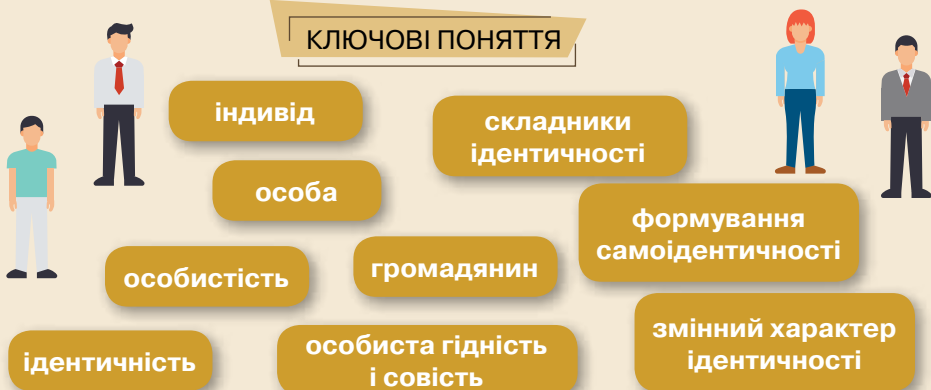 КЛЮЧОВІ ПОНЯТТЯ
індивід
складники
ідентичності
особа
формування
самоідентичності
особистість
громадянин
ідентичність
особиста гідність
і совість
змінний характер
ідентичності